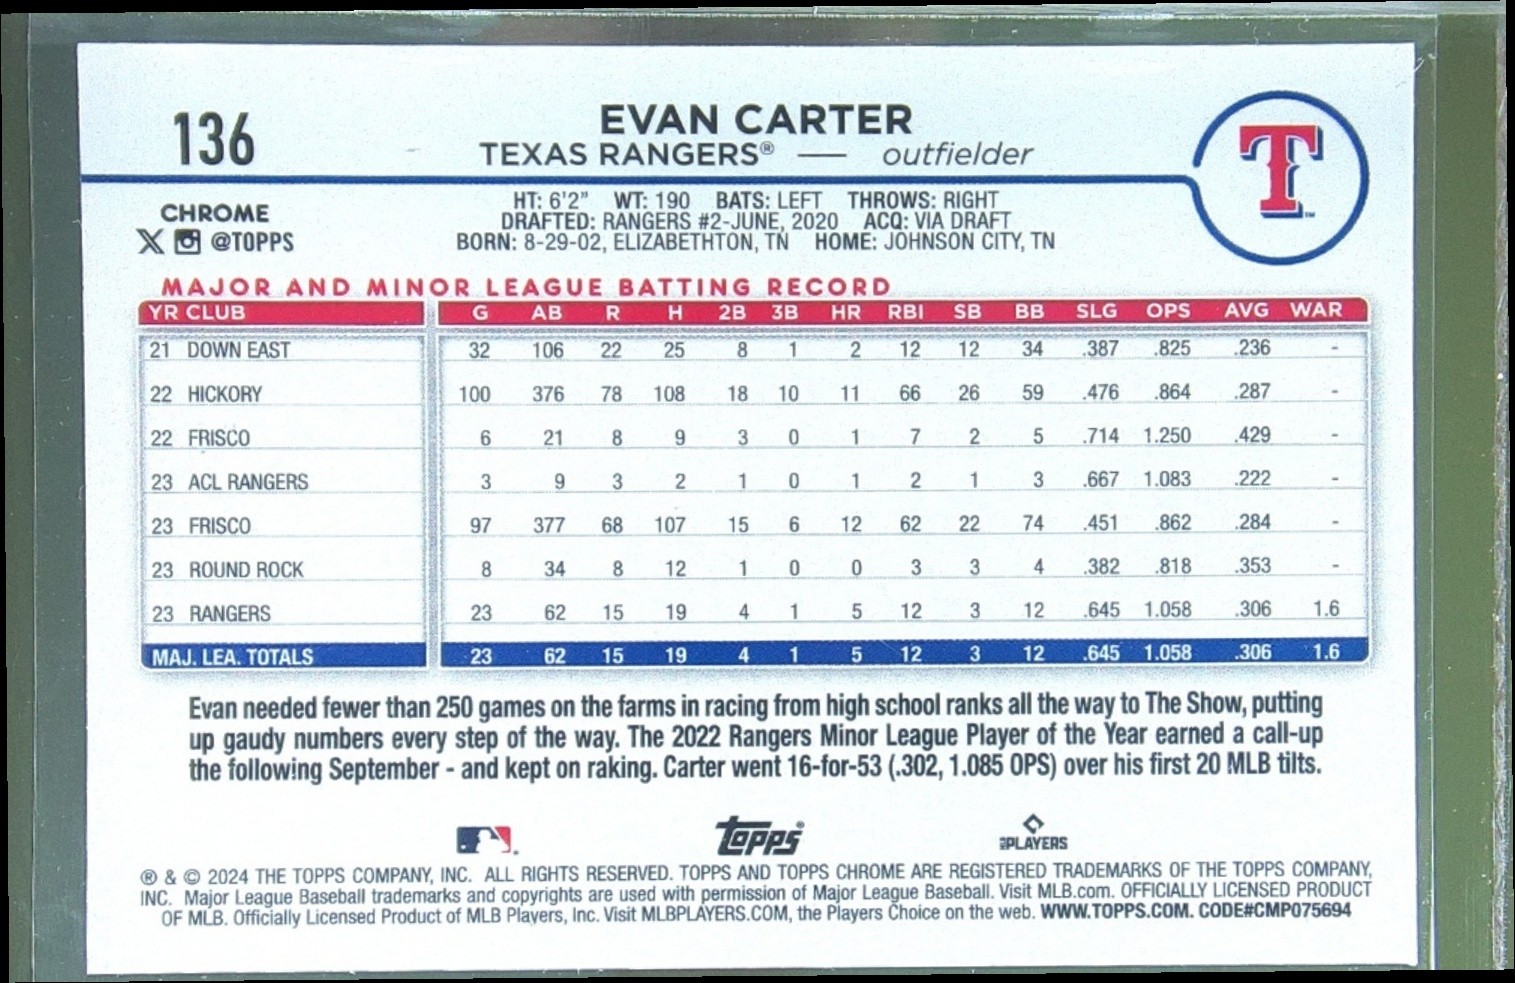 136
EVAN CARTER
TEXAS RANGERS® — outfielder
T™
CHROME
@TOPPS
HT: 6'2" WT: 190 BATS: LEFT THROWS: RIGHT
DRAFTED: RANGERS #2-JUNE, 2020 ACQ: VIA DRAFT
BORN: 8-29-02, ELIZABETHTON, TN HOME: JOHNSON CITY, TN
MAJOR AND MINOR LEAGUE BATTING RECORD
YR CLUB G AB R H 2B 3B HR RBI SB BB SLG OPS AVG WAR
21 DOWN EAST 32 106 22 25 8 1 2 12 12 34 .387 .825 .236 -
22 HICKORY 100 376 78 108 18 10 11 66 26 59 .476 .864 .287 -
22 FRISCO 6 21 8 9 3 0 1 7 2 5 .714 1.250 .429 -
23 ACL RANGERS 3 9 3 2 1 0 1 2 1 3 .667 1.083 .222 -
23 FRISCO 97 377 68 107 15 6 12 62 22 74 .451 .862 .284 -
23 ROUND ROCK 8 34 8 12 1 0 0 3 3 4 .382 .818 .353 -
23 RANGERS 23 62 15 19 4 1 5 12 3 12 .645 1.058 .306 1.6
MAJ. LEA. TOTALS 23 62 15 19 4 1 5 12 3 12 .645 1.058 .306 1.6
Evan needed fewer than 250 games on the farms in racing from high school ranks all the way to The Show, putting
up gaudy numbers every step of the way. The 2022 Rangers Minor League Player of the Year earned a call-up
the following September - and kept on raking. Carter went 16-for-53 (.302, 1.085 OPS) over his first 20 MLB tilts.
Topps®
MLB PLAYERS
® & © 2024 THE TOPPS COMPANY, INC. ALL RIGHTS RESERVED. TOPPS AND TOPPS CHROME ARE REGISTERED TRADEMARKS OF THE TOPPS COMPANY,
INC. Major League Baseball trademarks and copyrights are used with permission of Major League Baseball. Visit MLB.com. OFFICIALLY LICENSED PRODUCT
OF MLB. Officially Licensed Product of MLB Players, Inc. Visit MLBPLAYERS.COM, the Players Choice on the web. WWW.TOPPS.COM. CODE#CMP075694